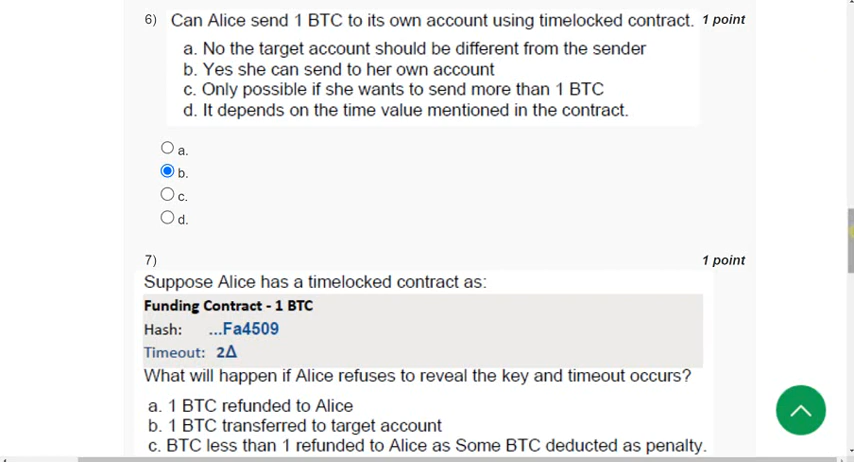 6) Can Alice send 1 BTC to its own account using timelocked contract. 1 point
a. No the target account should be different from the sender
b. Yes she can send to her own account
c. Only possible if she wants to send more than 1 BTC
d. It depends on the time value mentioned in the contract.
a.
b.
c.
d.
7) 1 point
Suppose Alice has a timelocked contract as:
Funding Contract - 1 BTC
Hash: ...Fa4509
Timeout: 2Δ
What will happen if Alice refuses to reveal the key and timeout occurs?
a. 1 BTC refunded to Alice
b. 1 BTC transferred to target account
c. BTC less than 1 refunded to Alice as Some BTC deducted as penalty.